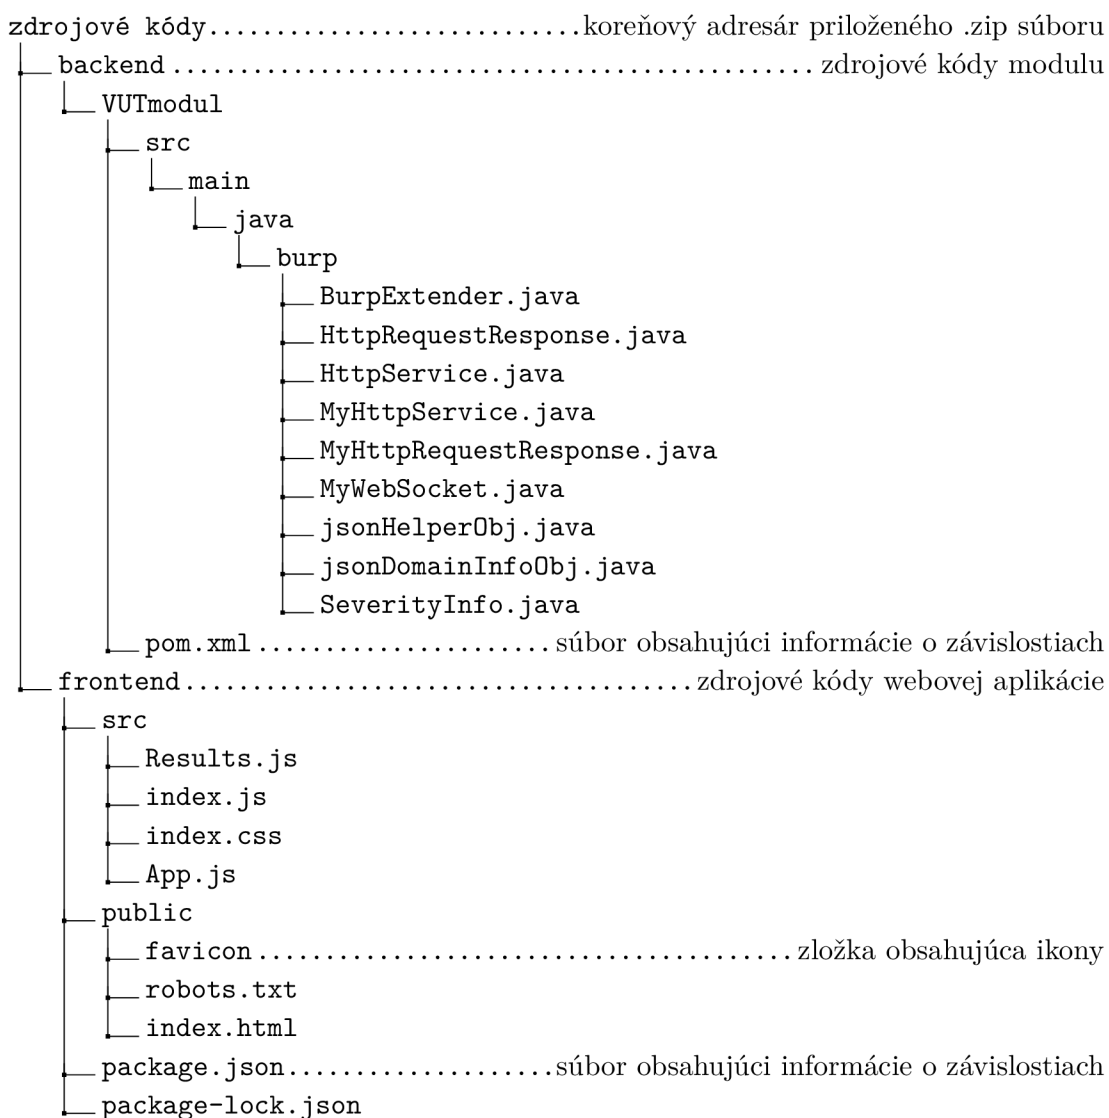 zdrojové kódy............................koreňový adresár priloženého .zip súboru
backend................................................zdrojové kódy modulu
VUTmodul
src
main
java
burp
BurpExtender.java
HttpRequestResponse.java
HttpService.java
MyHttpService.java
MyHttpRequestResponse.java
MyWebSocket.java
jsonHelperObj.java
jsonDomainInfoObj.java
SeverityInfo.java
pom.xml......................súbor obsahujúci informácie o závislostiach
frontend......................................zdrojové kódy webovej aplikácie
src
Results.js
index.js
index.css
App.js
public
favicon........................................zložka obsahujúca ikony
robots.txt
index.html
package.json....................súbor obsahujúci informácie o závislostiach
package-lock.json